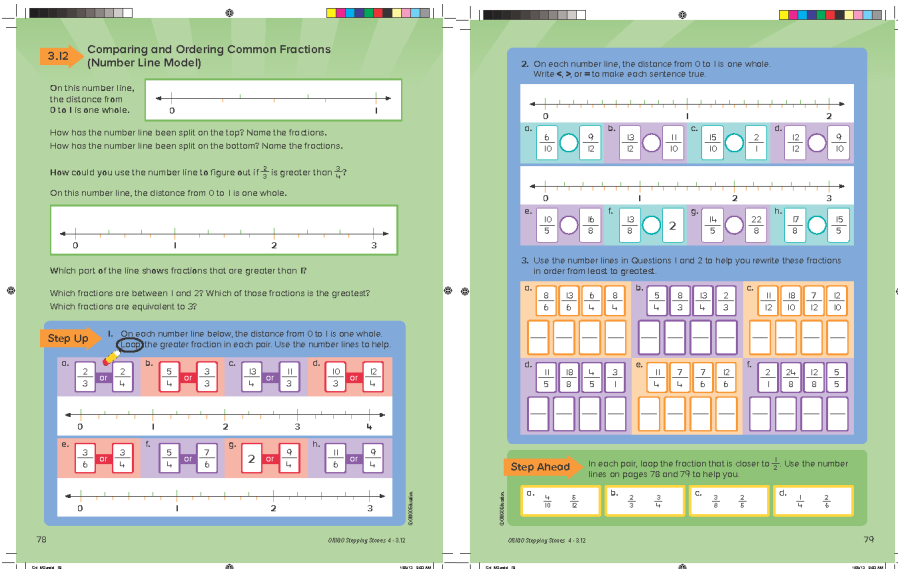 3.12
Comparing and Ordering Common Fractions
(Number Line Model)
On this number line,
the distance from
0 to 1 is one whole.
0 1
How has the number line been split on the top? Name the fractions.
How has the number line been split on the bottom? Name the fractions.
How could you use the number line to figure out if 2/3 is greater than 3/4?
On this number line, the distance from 0 to 1 is one whole.
0 1 2 3
Which part of the line shows fractions that are greater than 1?
Which fractions are between 1 and 2? Which of those fractions is the greatest?
Which fractions are equivalent to 3?
Step Up
1. On each number line below, the distance from 0 to 1 is one whole.
Loop the greater fraction in each pair. Use the number lines to help.
a. 2/3 or 2/4 b. 5/4 or 3/3 c. 13/4 or 11/3 d. 10/3 or 12/4
0 1 2 3 4
e. 3/6 or 3/4 f. 5/4 or 7/6 g. 2 or 9/4 h. 11/6 or 9/4
0 1 2 3
78
ORIGO Stepping Stones 4 • 3.12
2. On each number line, the distance from 0 to 1 is one whole.
Write <, >, or = to make each sentence true.
0 1 2
a. 6/10 9/12 b. 13/12 11/10 c. 15/10 2/1 d. 12/12 9/10
0 1 2 3
e. 10/5 16/8 f. 13/8 2 g. 14/5 22/8 h. 17/8 15/5
3. Use the number lines in Questions 1 and 2 to help you rewrite these fractions
in order from least to greatest.
a. 8/6 13/6 6/4 8/4 b. 5/4 8/3 13/4 2/3 c. 11/12 18/10 7/12 12/10
d. 11/5 18/8 4/5 3/1 e. 11/4 7/4 7/6 12/6 f. 2/1 24/8 12/8 5/5
Step Ahead
In each pair, loop the fraction that is closer to 1/2. Use the number
lines on pages 78 and 79 to help you.
a. 4/10 5/12 b. 2/3 3/4 c. 3/8 2/5 d. 1/4 2/6
ORIGO Stepping Stones 4 • 3.12
79